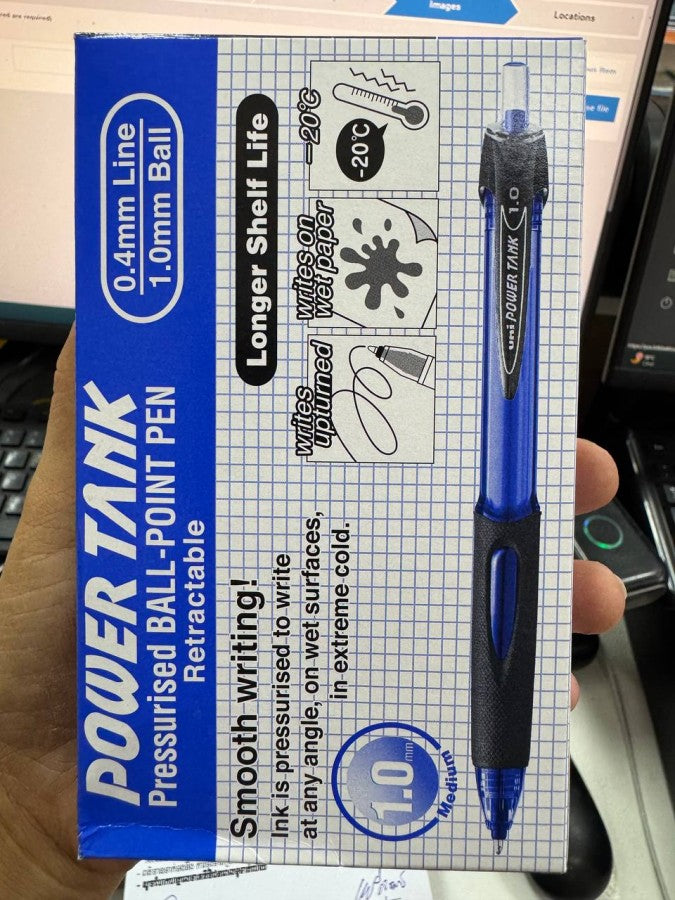 POWER TANK
Pressurised BALL-POINT PEN
Retractable
0.4mm Line
1.0mm Ball
Smooth writing!
Ink is pressurised to write
at any angle, on wet surfaces,
in extreme cold.
Longer Shelf Life
writes
upturned
writes on
wet paper
-20°C
-20°C
1.0 mm
Medium
uni POWER TANK 1.0
Images
Locations